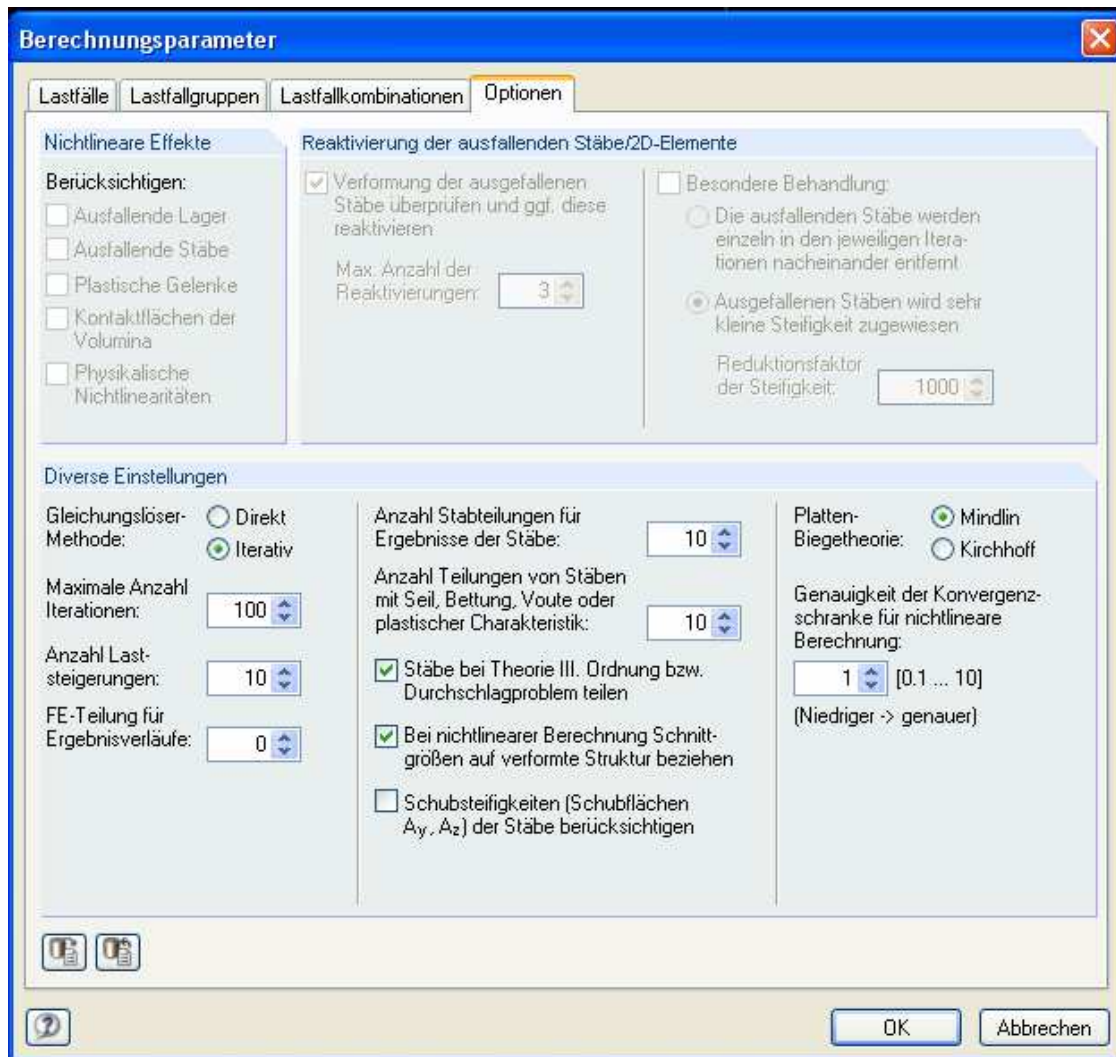 Berechnungsparameter
Lastfälle
Lastfallgruppen
Lastfallkombinationen
Optionen
Nichtlineare Effekte
Berücksichtigen:
Ausfallende Lager
Ausfallende Stäbe
Plastische Gelenke
Kontaktflächen der
Volumina
Physikalische
Nichtlinearitäten
Reaktivierung der ausfallenden Stäbe/2D-Elemente
Verformung der ausgefallenen
Stäbe überprüfen und ggf. diese
reaktivieren
Max. Anzahl der
Reaktivierungen:
3
Besondere Behandlung:
Die ausfallenden Stäbe werden
einzeln in den jeweiligen Itera-
tionen nacheinander entfernt
Ausgefallenen Stäben wird sehr
kleine Steifigkeit zugewiesen
Reduktionsfaktor
der Steifigkeit:
1000
Diverse Einstellungen
Gleichungslöser-
Methode:
Direkt
Iterativ
Maximale Anzahl
Iterationen:
100
Anzahl Last-
steigerungen:
10
FE-Teilung für
Ergebnisverläufe:
0
Anzahl Stabteilungen für
Ergebnisse der Stäbe:
10
Anzahl Teilungen von Stäben
mit Seil, Bettung, Voute oder
plastischer Charakteristik:
10
Stäbe bei Theorie III. Ordnung bzw.
Durchschlagproblem teilen
Bei nichtlinearer Berechnung Schnitt-
größen auf verformte Struktur beziehen
Schubsteifigkeiten (Schubflächen
Ay, Az) der Stäbe berücksichtigen
Platten-
Biegetheorie:
Mindlin
Kirchhoff
Genauigkeit der Konvergenz-
schranke für nichtlineare
Berechnung:
1 [0.1 ... 10]
(Niedriger -> genauer)
OK
Abbrechen